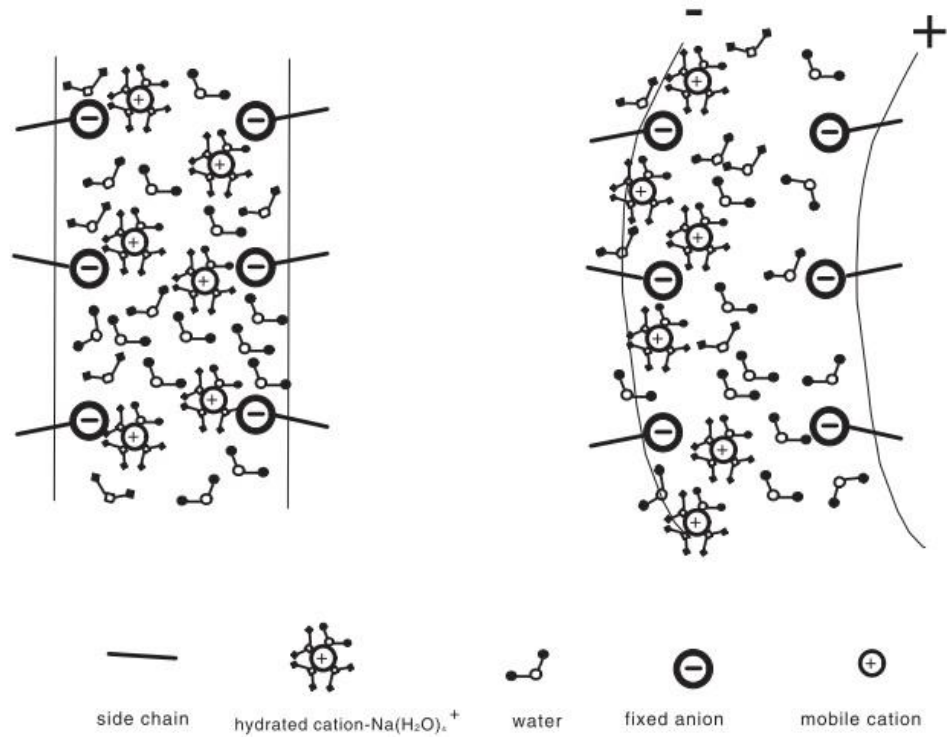 - +
side chain
hydrated cation-Na(H₂O)ₓ⁺
water
fixed anion
mobile cation